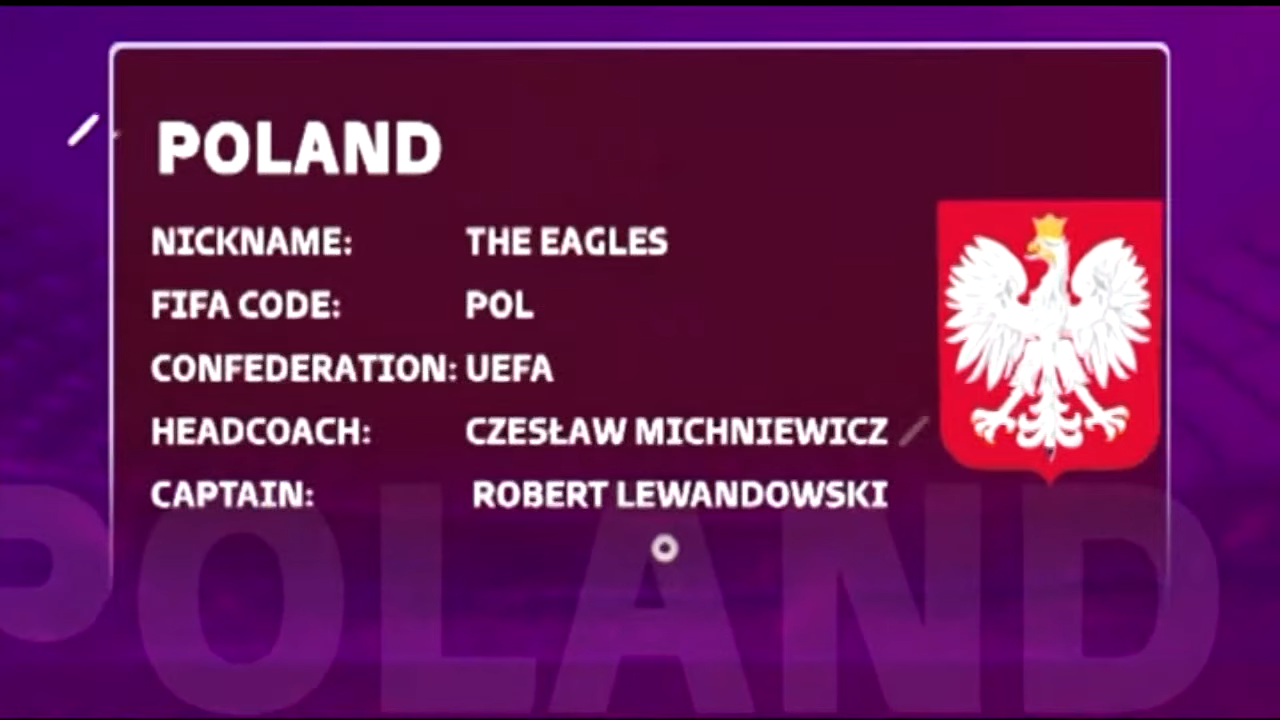 POLAND
NICKNAME: THE EAGLES
FIFA CODE: POL
CONFEDERATION: UEFA
HEADCOACH: CZESŁAW MICHNIEWICZ
CAPTAIN: ROBERT LEWANDOWSKI
POLAND